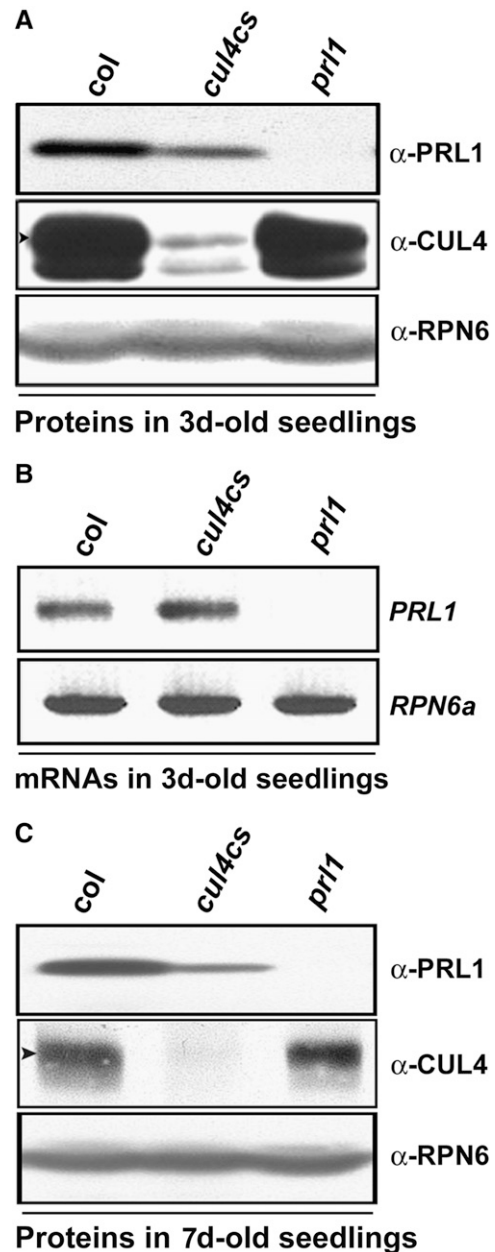 A
col cul4cs prl1
α-PRL1
α-CUL4
α-RPN6
Proteins in 3d-old seedlings
B
col cul4cs prl1
PRL1
RPN6a
mRNAs in 3d-old seedlings
C
col cul4cs prl1
α-PRL1
α-CUL4
α-RPN6
Proteins in 7d-old seedlings